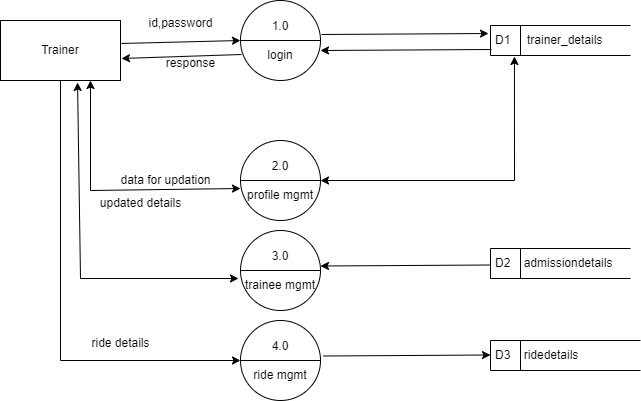 id,password
1.0
Trainer
login
D1
trainer_details
response
2.0
data for updation
profile mgmt
updated details
3.0
D2
admissiondetails
trainee mgmt
ride details
4.0
D3
ridedetails
ride mgmt